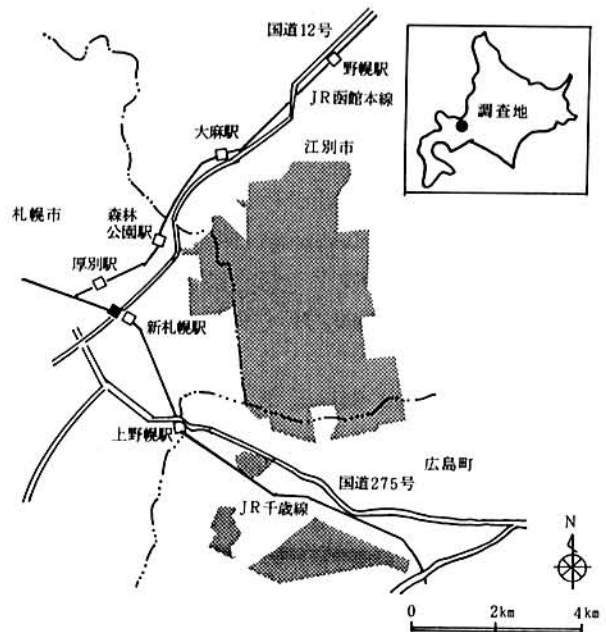 国道12号
野幌駅
JR函館本線
調査地
大麻駅
江別市
札幌市
森林
公園駅
厚別駅
新札幌駅
上野幌駅
広島町
国道275号
JR千歳線
N
0 2km 4km